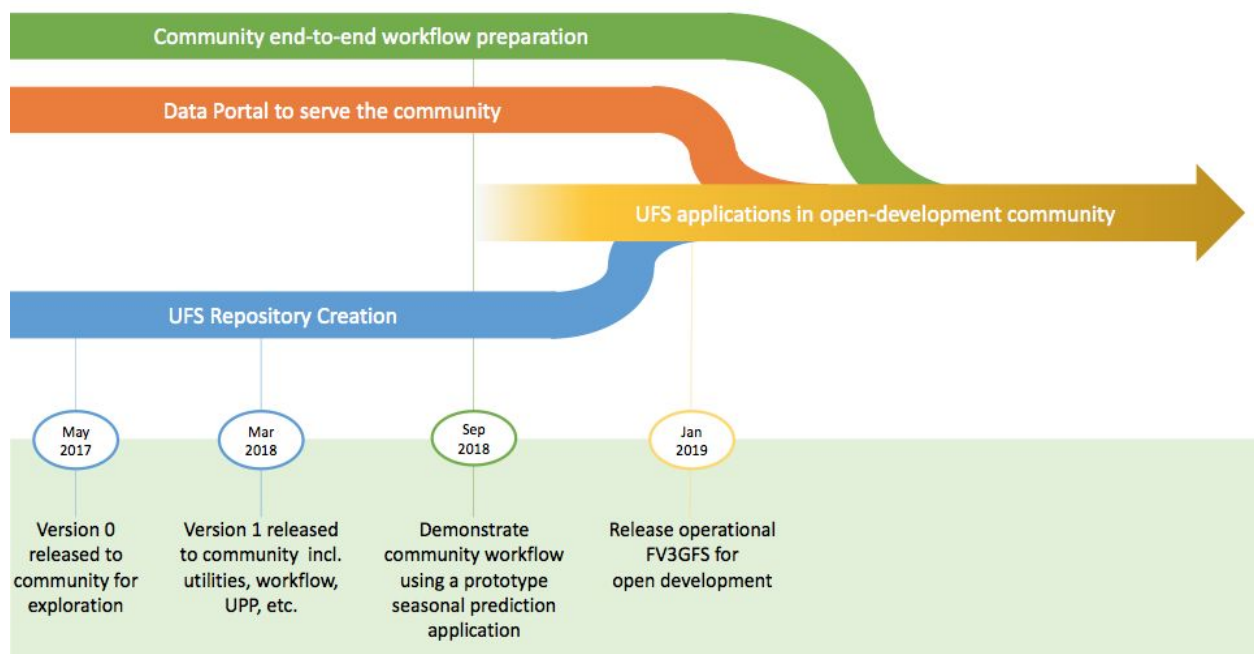 Community end-to-end workflow preparation
Data Portal to serve the community
UFS applications in open-development community
UFS Repository Creation
May
2017
Mar
2018
Sep
2018
Jan
2019
Version 0
released to
community for
exploration
Version 1 released
to community incl.
utilities, workflow,
UPP, etc.
Demonstrate
community workflow
using a prototype
seasonal prediction
application
Release operational
FV3GFS for
open development